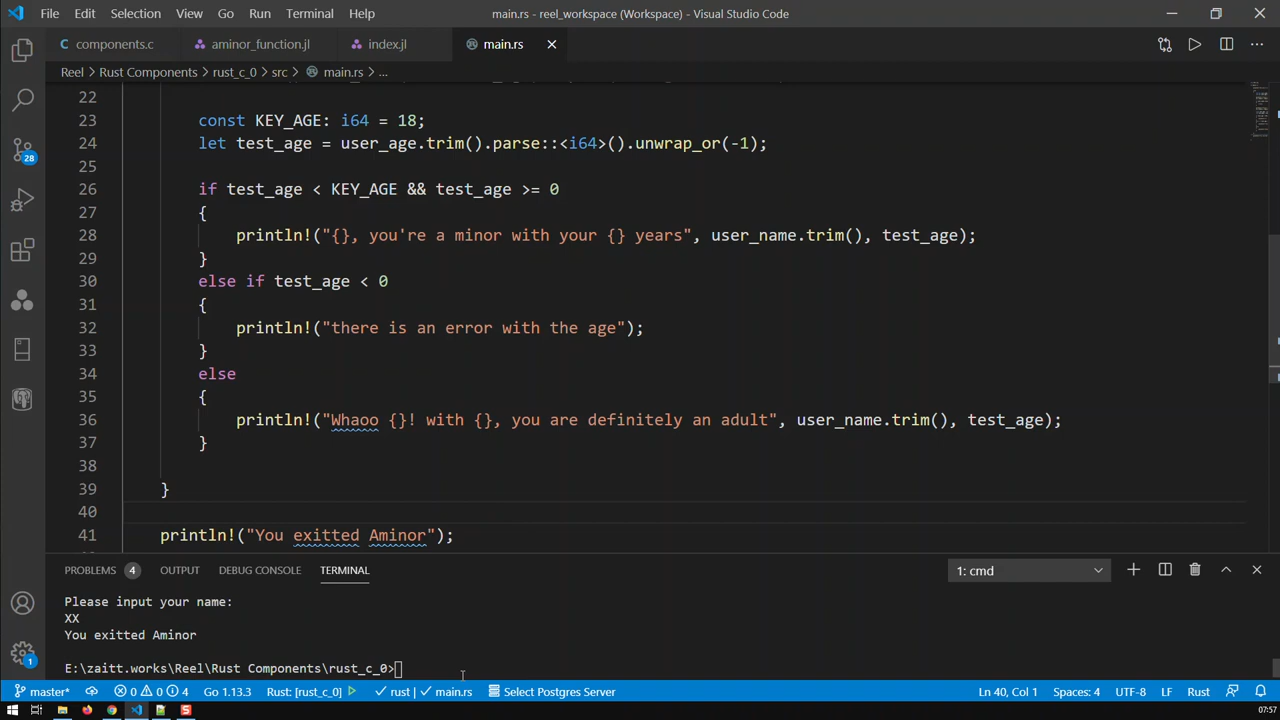 File Edit Selection View Go Run Terminal Help main.rs - reel_workspace (Workspace) - Visual Studio Code
C components.c aminor_function.jl index.jl main.rs
Reel > Rust Components > rust_c_0 > src > main.rs > ...
22
23 const KEY_AGE: i64 = 18;
24 let test_age = user_age.trim().parse::<i64>().unwrap_or(-1);
25
26 if test_age < KEY_AGE && test_age >= 0
27 {
28 println!("{}, you're a minor with your {} years", user_name.trim(), test_age);
29 }
30 else if test_age < 0
31 {
32 println!("there is an error with the age");
33 }
34 else
35 {
36 println!("Whaoo {}! with {}, you are definitely an adult", user_name.trim(), test_age);
37 }
38
39 }
40
41 println!("You exitted Aminor");
PROBLEMS 4 OUTPUT DEBUG CONSOLE TERMINAL 1: cmd
Please input your name:
XX
You exitted Aminor
E:\zaitt.works\Reel\Rust Components\rust_c_0>
28
1
master* 0 0 4 Go 1.13.3 Rust: [rust_c_0] rust | main.rs Select Postgres Server Ln 40, Col 1 Spaces: 4 UTF-8 LF Rust
07:57